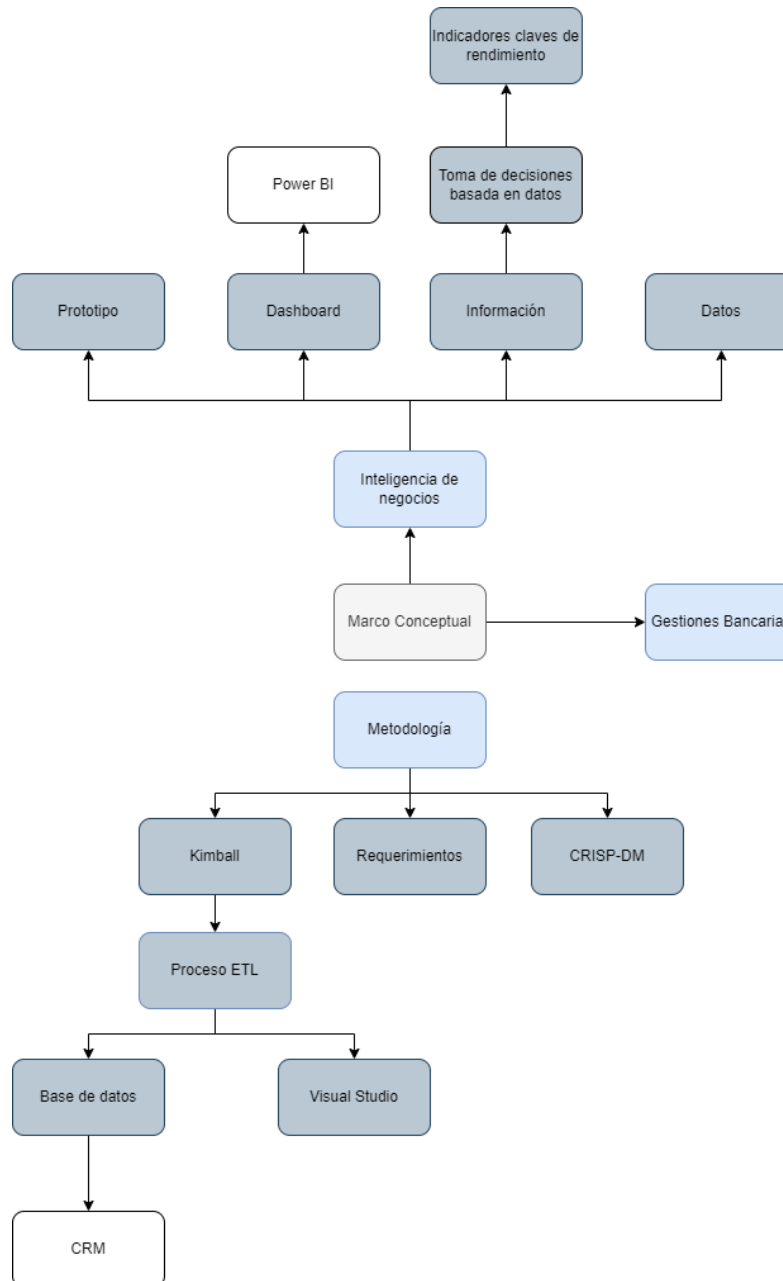 Indicadores claves de
rendimiento
Power BI
Toma de decisiones
basada en datos
Prototipo
Dashboard
Información
Datos
Inteligencia de
negocios
Marco Conceptual
Gestiones Bancaria
Metodología
Kimball
Requerimientos
CRISP-DM
Proceso ETL
Base de datos
Visual Studio
CRM